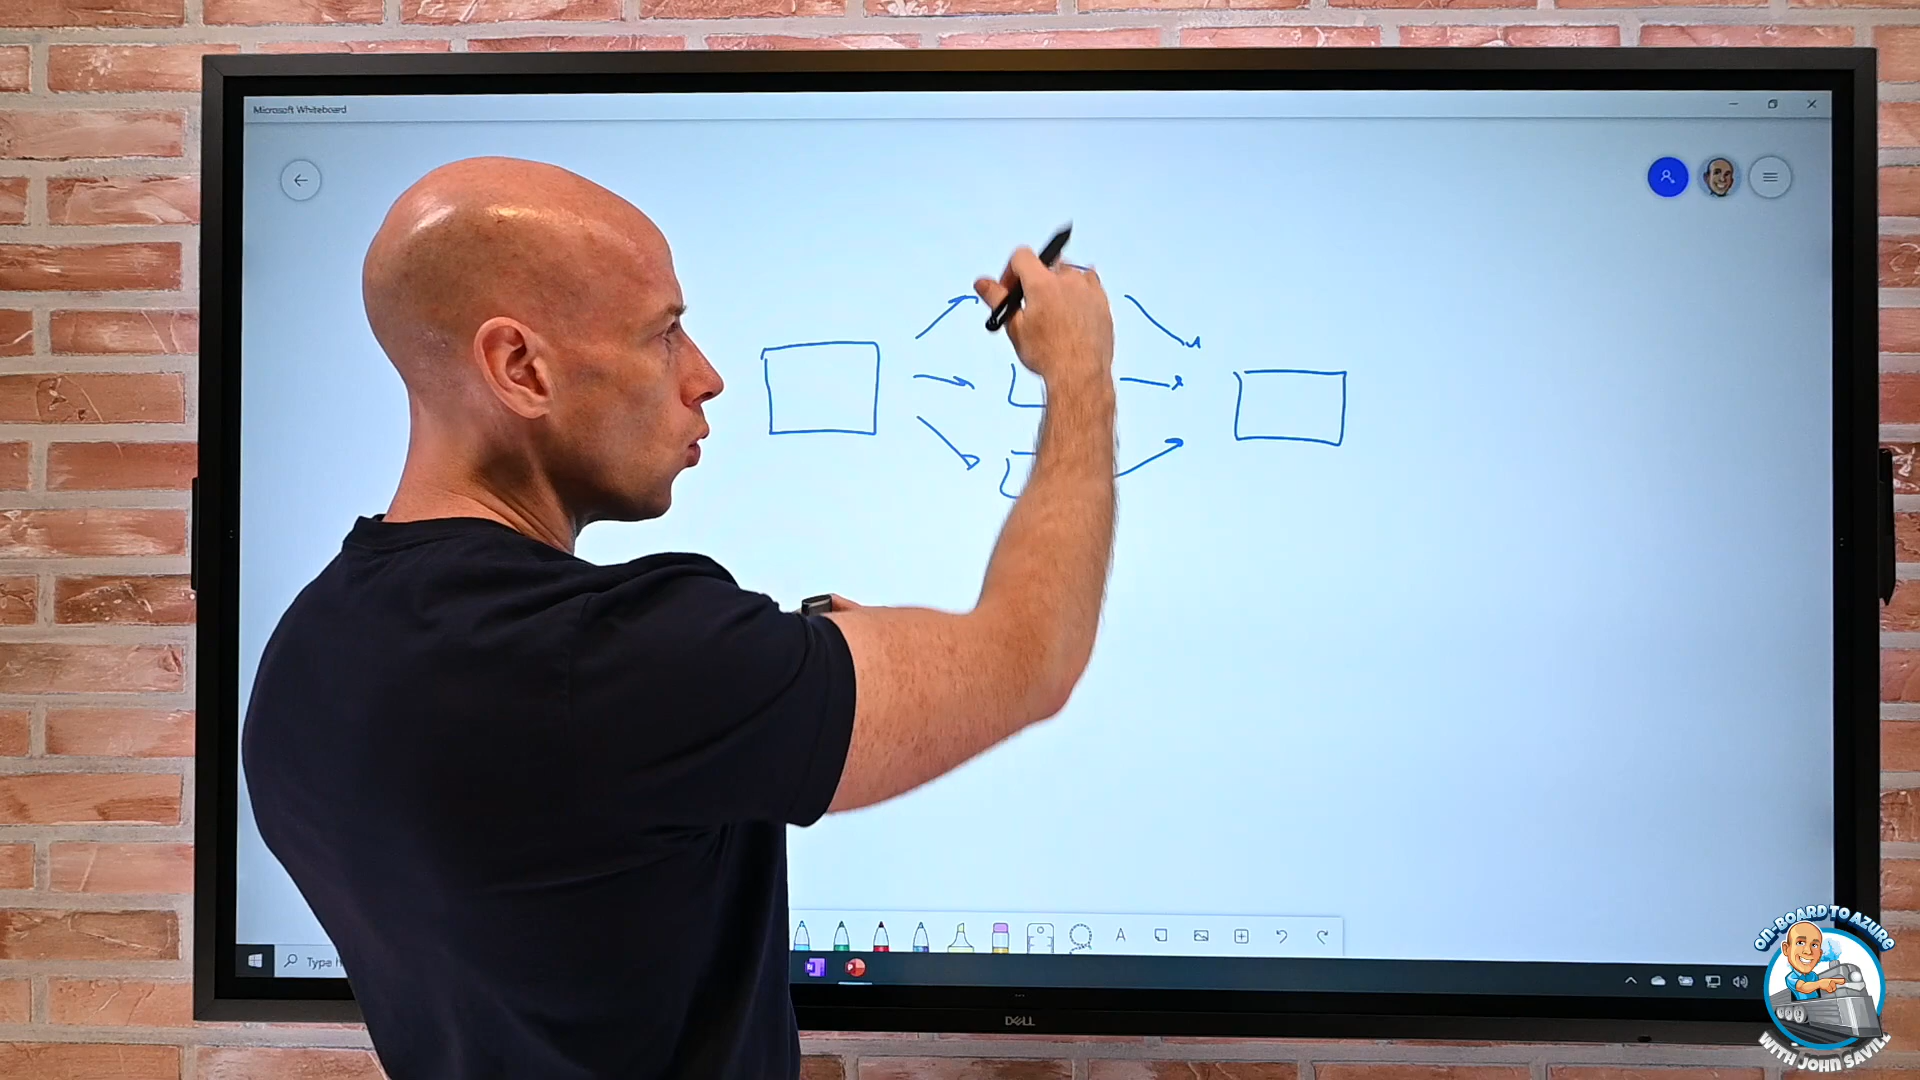 Microsoft Whiteboard
A
Type h
N
P
DELL
ON-BOARD TO AZURE
WITH JOHN SAVILL